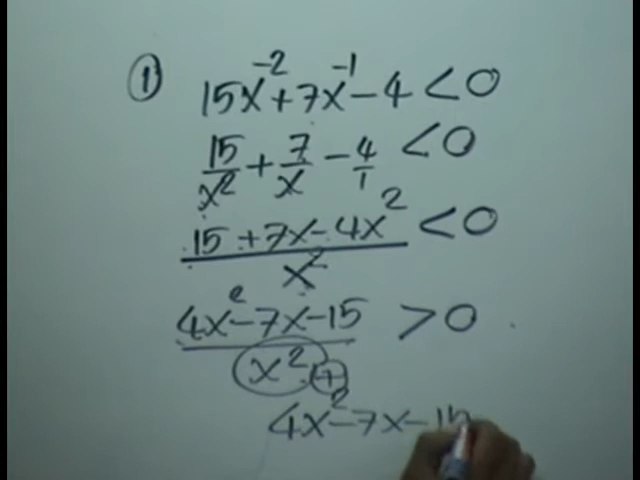 ① 15x⁻² + 7x⁻¹ − 4 < 0
15/x² + 7/x − 4/1 < 0
(15 + 7x − 4x²)/x² < 0
(4x² − 7x − 15)/x² > 0
+
4x² − 7x − 15